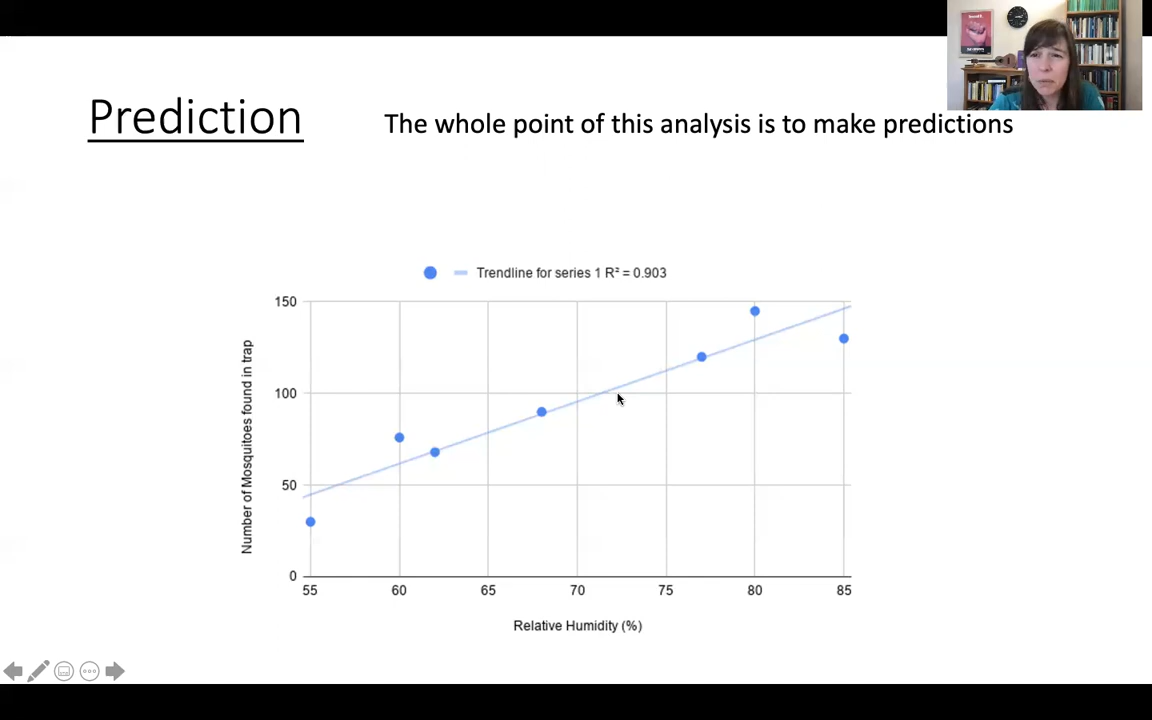 Prediction
The whole point of this analysis is to make predictions
Trendline for series 1 R² = 0.903
Number of Mosquitoes found in trap
150
100
50
0
55 60 65 70 75 80 85
Relative Humidity (%)